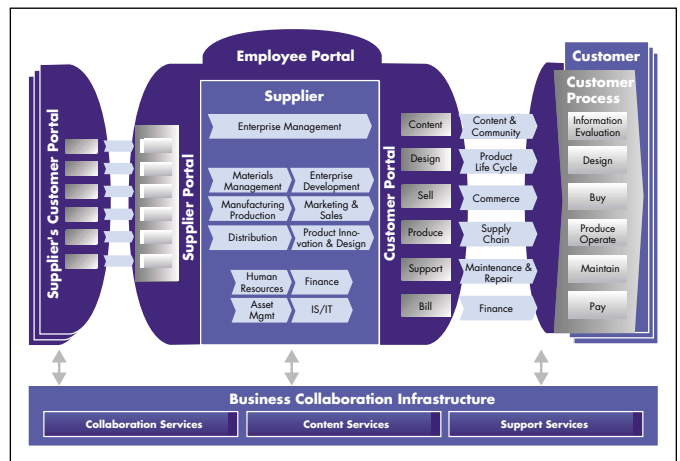 Employee Portal
Supplier's Customer Portal
Supplier Portal
Supplier
Enterprise Management
Materials
Management
Enterprise
Development
Manufacturing
Production
Marketing &
Sales
Distribution
Product Inno-
vation & Design
Human
Resources
Finance
Asset
Mgmt
IS/IT
Customer Portal
Content
Design
Sell
Produce
Support
Bill
Content &
Community
Product
Life Cycle
Commerce
Supply
Chain
Maintenance &
Repair
Finance
Customer
Customer
Process
Information
Evaluation
Design
Buy
Produce
Operate
Maintain
Pay
Business Collaboration Infrastructure
Collaboration Services
Content Services
Support Services